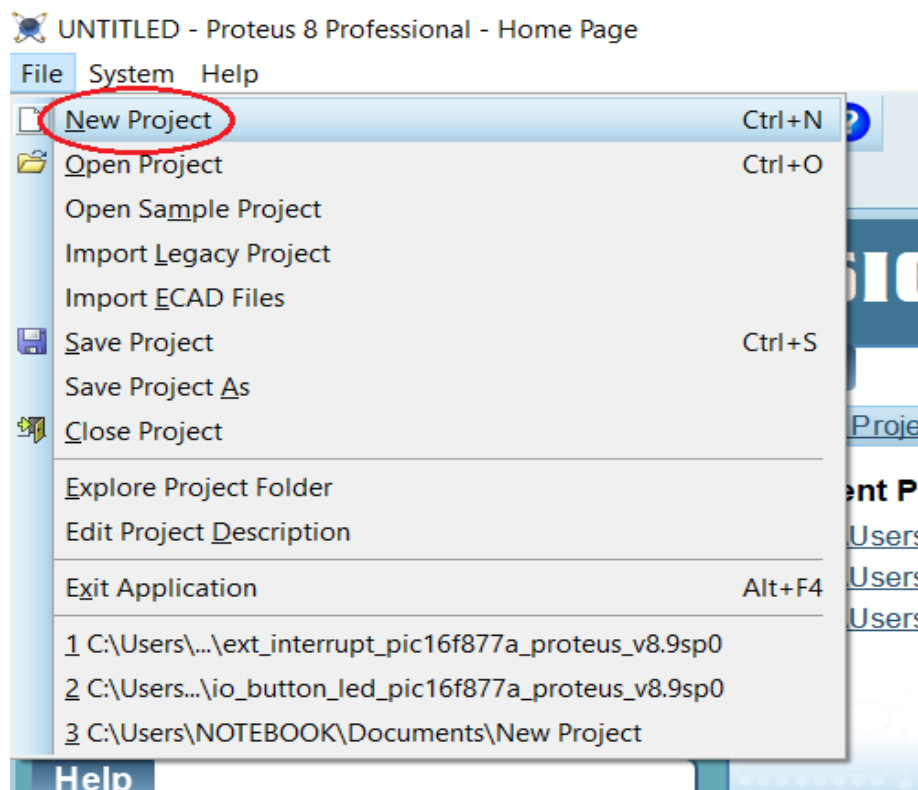 UNTITLED - Proteus 8 Professional - Home Page
File System Help
New Project Ctrl+N
Open Project Ctrl+O
Open Sample Project
Import Legacy Project
Import ECAD Files
Save Project Ctrl+S
Save Project As
Close Project
Explore Project Folder
Edit Project Description
Exit Application Alt+F4
1 C:\Users\...\ext_interrupt_pic16f877a_proteus_v8.9sp0
2 C:\Users...\io_button_led_pic16f877a_proteus_v8.9sp0
3 C:\Users\NOTEBOOK\Documents\New Project
Help